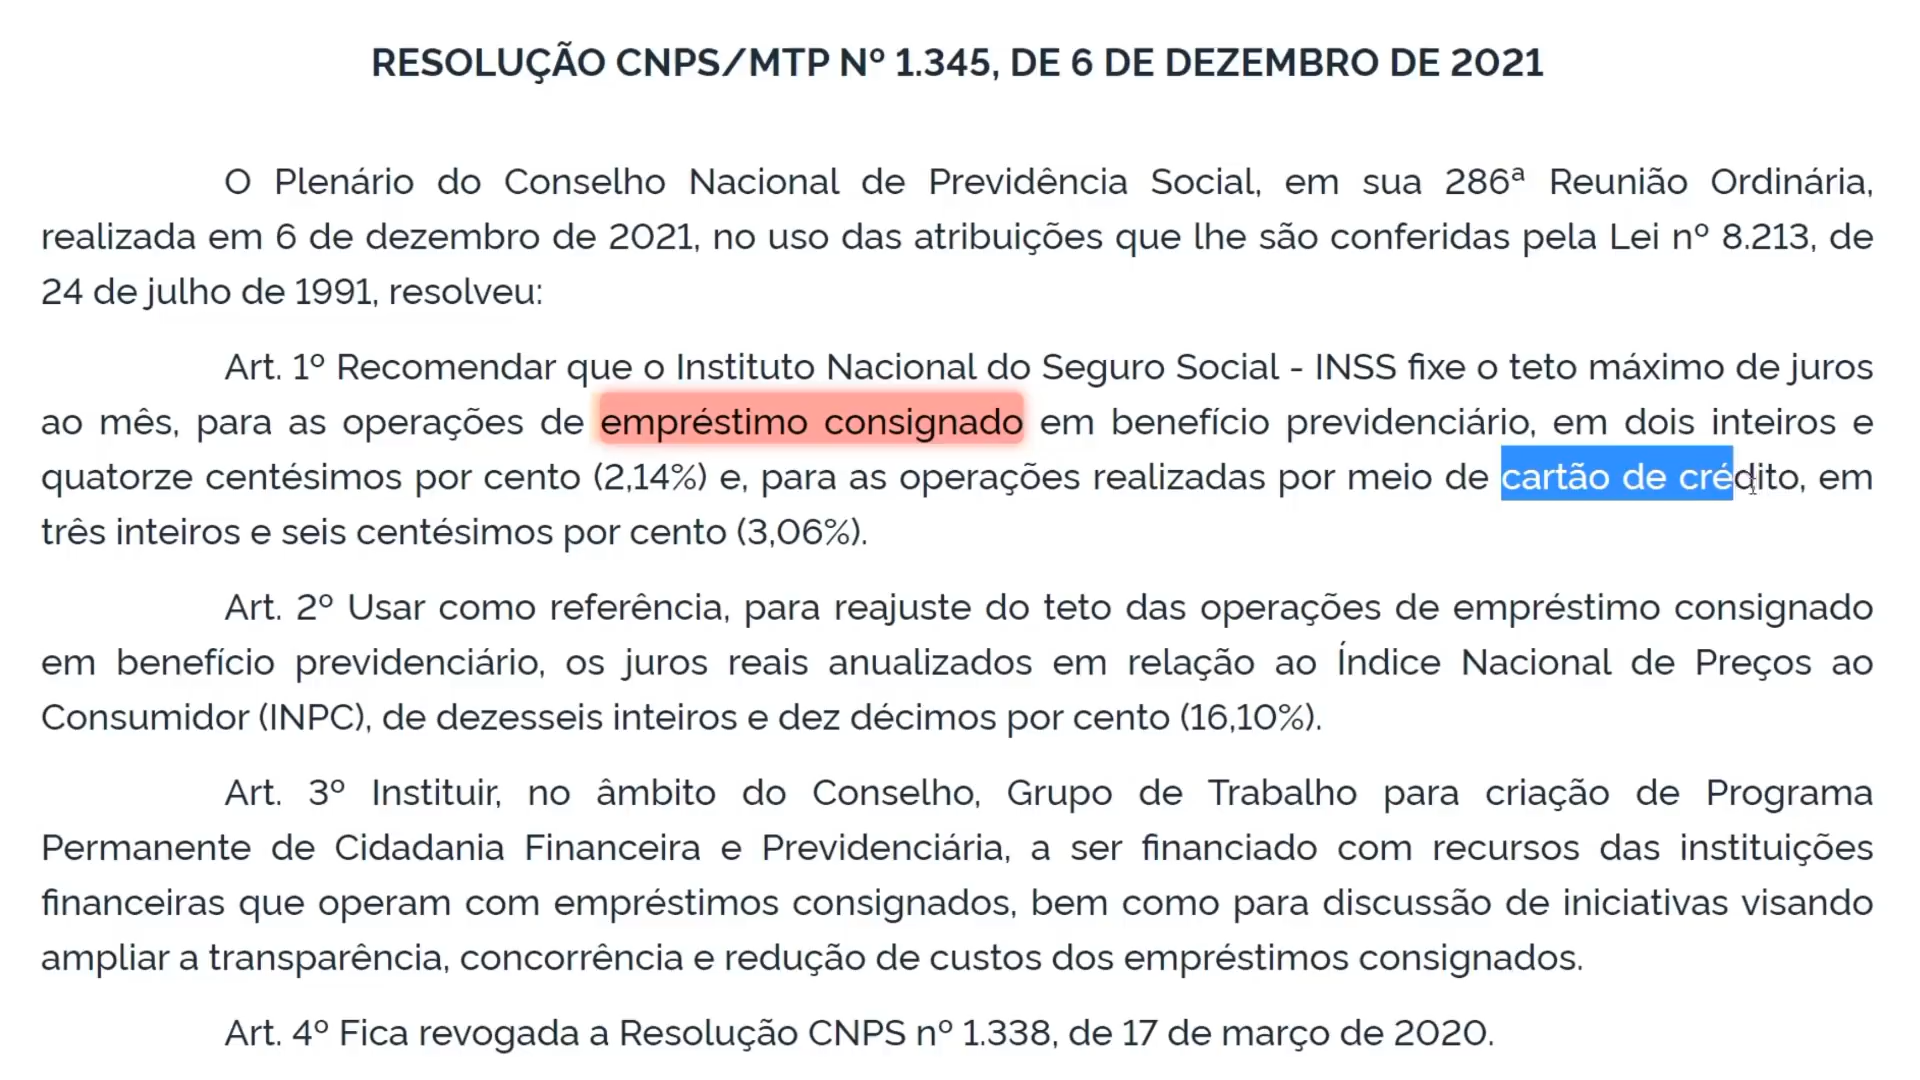 RESOLUÇÃO CNPS/MTP Nº 1.345, DE 6 DE DEZEMBRO DE 2021
O Plenário do Conselho Nacional de Previdência Social, em sua 286ª Reunião Ordinária,
realizada em 6 de dezembro de 2021, no uso das atribuições que lhe são conferidas pela Lei nº 8.213, de
24 de julho de 1991, resolveu:
Art. 1º Recomendar que o Instituto Nacional do Seguro Social - INSS fixe o teto máximo de juros
ao mês, para as operações de empréstimo consignado em benefício previdenciário, em dois inteiros e
quatorze centésimos por cento (2,14%) e, para as operações realizadas por meio de cartão de crédito, em
três inteiros e seis centésimos por cento (3,06%).
Art. 2º Usar como referência, para reajuste do teto das operações de empréstimo consignado
em benefício previdenciário, os juros reais anualizados em relação ao Índice Nacional de Preços ao
Consumidor (INPC), de dezesseis inteiros e dez décimos por cento (16,10%).
Art. 3º Instituir, no âmbito do Conselho, Grupo de Trabalho para criação de Programa
Permanente de Cidadania Financeira e Previdenciária, a ser financiado com recursos das instituições
financeiras que operam com empréstimos consignados, bem como para discussão de iniciativas visando
ampliar a transparência, concorrência e redução de custos dos empréstimos consignados.
Art. 4º Fica revogada a Resolução CNPS nº 1.338, de 17 de março de 2020.